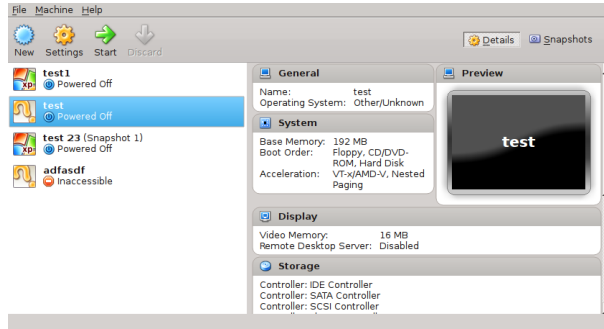 File Machine Help
New Settings Start Discard
Details Snapshots
test1
Powered Off
test
Powered Off
test 23 (Snapshot 1)
Powered Off
adfasdf
Inaccessible
General
Name: test
Operating System: Other/Unknown
System
Base Memory: 192 MB
Boot Order: Floppy, CD/DVD-
ROM, Hard Disk
Acceleration: VT-x/AMD-V, Nested
Paging
Preview
test
Display
Video Memory: 16 MB
Remote Desktop Server: Disabled
Storage
Controller: IDE Controller
Controller: SATA Controller
Controller: SCSI Controller